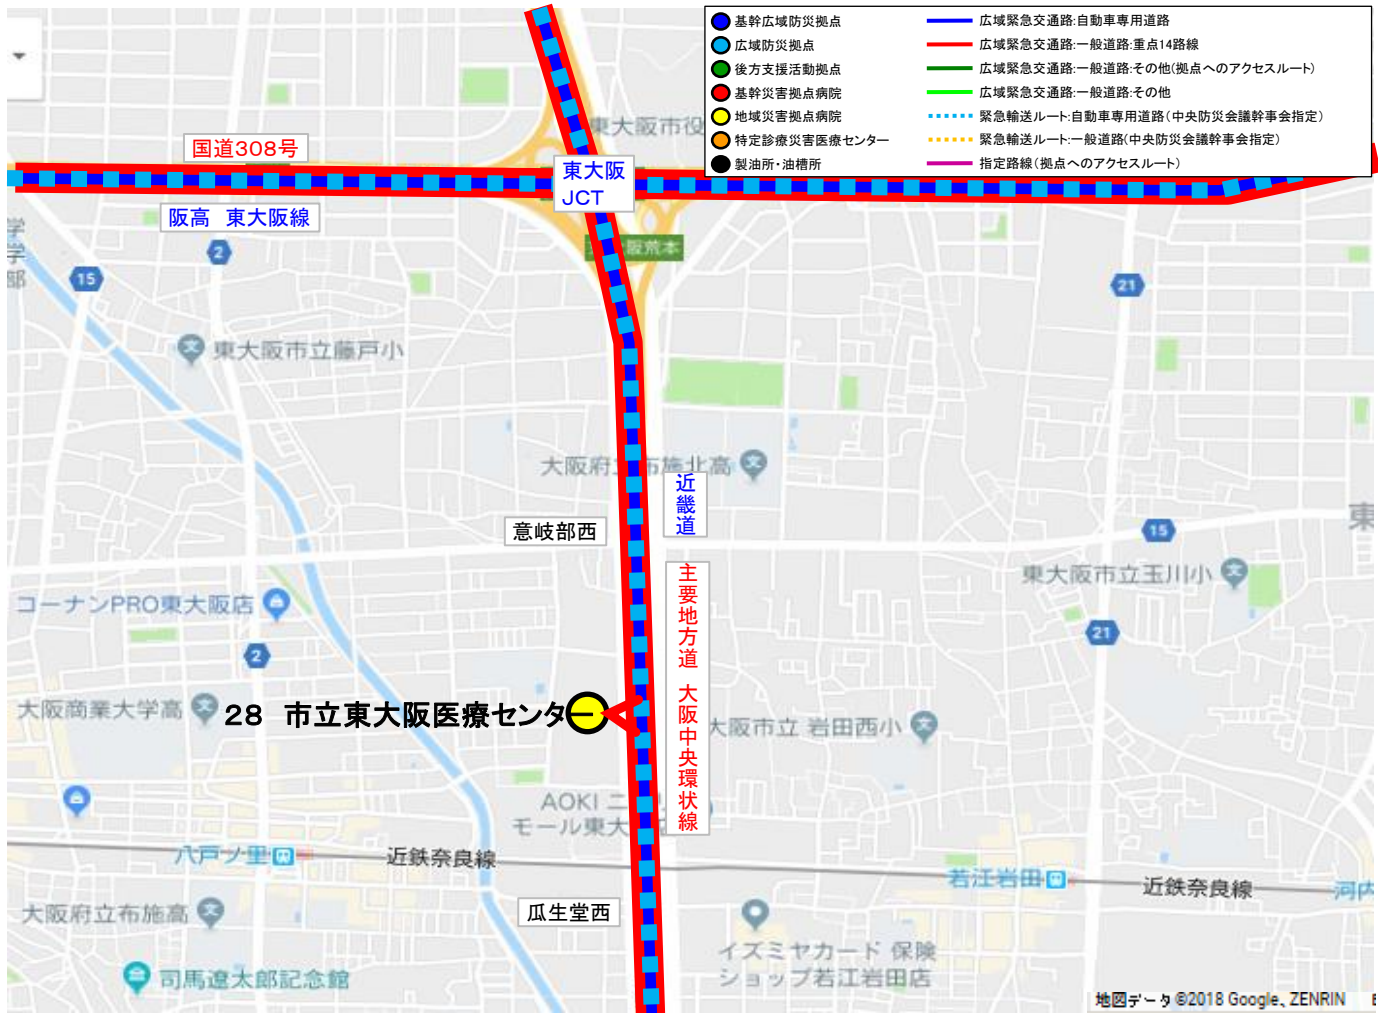 基幹広域防災拠点
広域防災拠点
後方支援活動拠点
基幹災害拠点病院
地域災害拠点病院
特定診療災害医療センター
製油所・油槽所
広域緊急交通路:自動車専用道路
広域緊急交通路:一般道路:重点14路線
広域緊急交通路:一般道路:その他(拠点へのアクセスルート)
広域緊急交通路:一般道路:その他
緊急輸送ルート:自動車専用道路(中央防災会議幹事会指定)
緊急輸送ルート:一般道路(中央防災会議幹事会指定)
指定路線(拠点へのアクセスルート)
東大阪市役
国道308号
東大阪
JCT
阪高 東大阪線
学
学
部
2
15
阪荒本
21
東大阪市立藤戸小
大阪府立布施北高
近畿道
意岐部西
15
東
東大阪市立玉川小
主要地方道 大阪中央環状線
コーナンPRO東大阪店
2
21
大阪商業大学高
28 市立東大阪医療センター
大阪市立 岩田西小
AOKI ニ
モール東大
八戸ノ里
近鉄奈良線
若江岩田
近鉄奈良線
河内
大阪府立布施高
瓜生堂西
イズミヤカード 保険
ショップ若江岩田店
司馬遼太郎記念館
地図データ ©2018 Google、ZENRIN